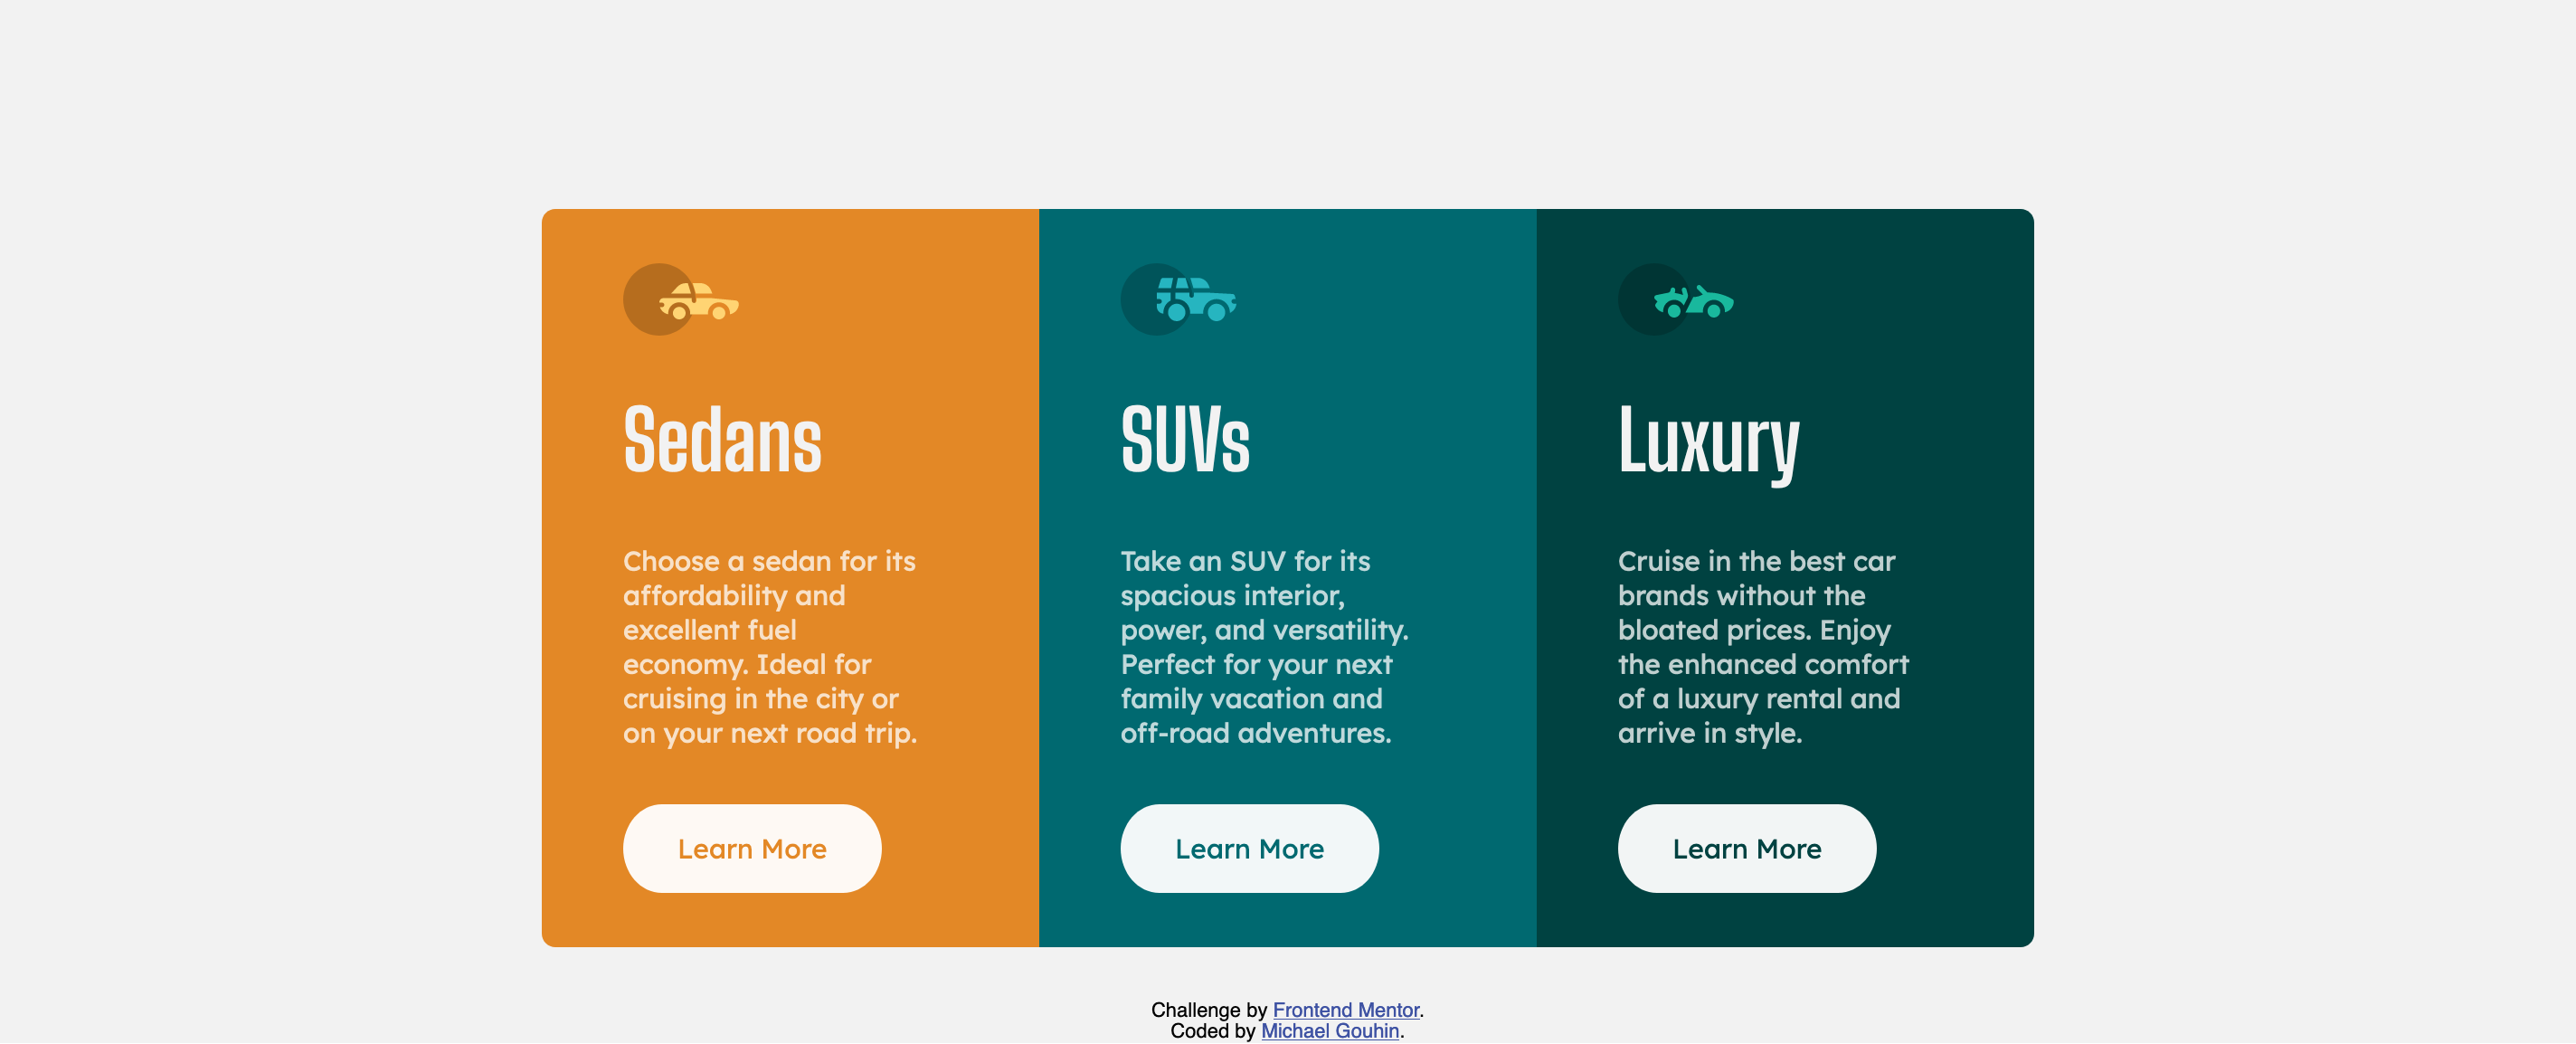 Sedans
Choose a sedan for its
affordability and
excellent fuel
economy. Ideal for
cruising in the city or
on your next road trip.
Learn More
SUVs
Take an SUV for its
spacious interior,
power, and versatility.
Perfect for your next
family vacation and
off-road adventures.
Learn More
Luxury
Cruise in the best car
brands without the
bloated prices. Enjoy
the enhanced comfort
of a luxury rental and
arrive in style.
Learn More
Challenge by Frontend Mentor.
Coded by Michael Gouhin.